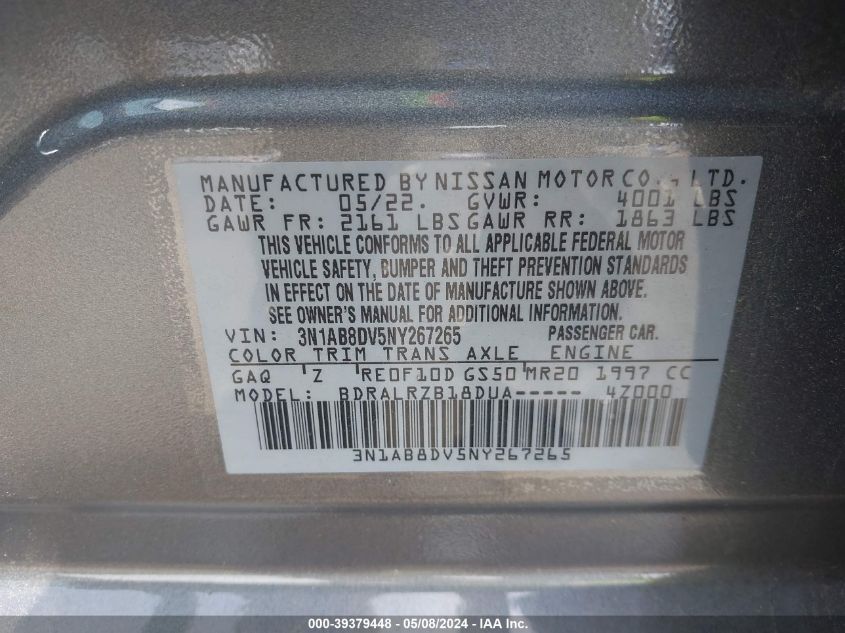 MANUFACTURED BY NISSAN MOTOR CO., LTD.
DATE: 05/22. GVWR: 4001 LBS
GAWR FR: 2161 LBS GAWR RR: 1863 LBS
THIS VEHICLE CONFORMS TO ALL APPLICABLE FEDERAL MOTOR
VEHICLE SAFETY, BUMPER AND THEFT PREVENTION STANDARDS
IN EFFECT ON THE DATE OF MANUFACTURE SHOWN ABOVE.
SEE OWNER'S MANUAL FOR ADDITIONAL INFORMATION.
VIN: 3N1AB8DV5NY267265 PASSENGER CAR.
COLOR TRIM TRANS AXLE ENGINE
GAQ Z RE0F10D GS50 MR20 1997 CC
MODEL: BDRALRZB18DUA----- 4Z000
3N1AB8DV5NY267265
000-39379448 - 05/08/2024 - IAA Inc.